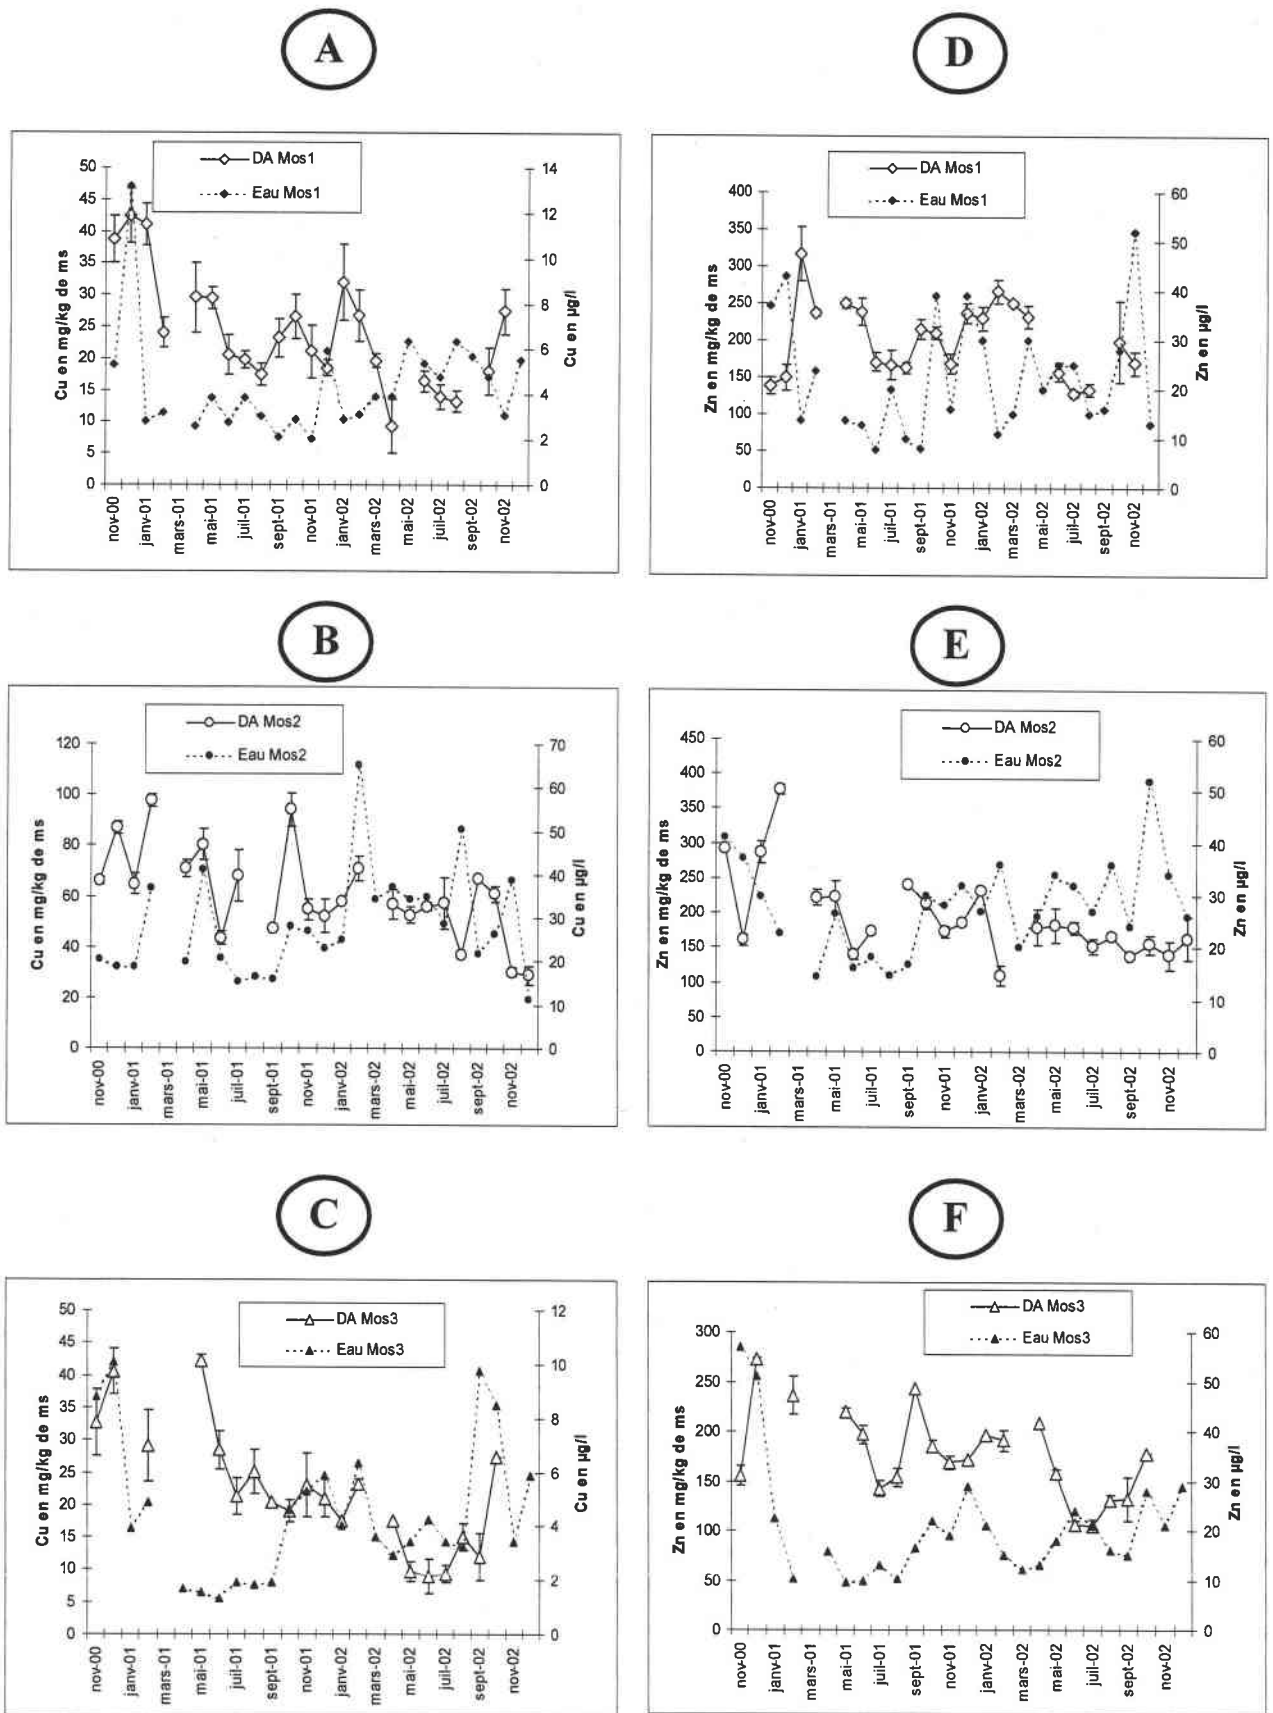 A
DA Mos1
Eau Mos1
Cu en mg/kg de ms
50
45
40
35
30
25
20
15
10
5
0
14
12
10
8
6
4
2
0
Cu en µg/l
nov-00
janv-01
mars-01
mai-01
juil-01
sept-01
nov-01
janv-02
mars-02
mai-02
juil-02
sept-02
nov-02
D
DA Mos1
Eau Mos1
Zn en mg/kg de ms
400
350
300
250
200
150
100
50
0
60
50
40
30
20
10
0
Zn en µg/l
nov-00
janv-01
mars-01
mai-01
juil-01
sept-01
nov-01
janv-02
mars-02
mai-02
juil-02
sept-02
nov-02
B
DA Mos2
Eau Mos2
Cu en mg/kg de ms
120
100
80
60
40
20
0
70
60
50
40
30
20
10
0
Cu en µg/l
nov-00
janv-01
mars-01
mai-01
juil-01
sept-01
nov-01
janv-02
mars-02
mai-02
juil-02
sept-02
nov-02
E
DA Mos2
Eau Mos2
Zn en mg/kg de ms
450
400
350
300
250
200
150
100
50
0
60
50
40
30
20
10
0
Zn en µg/l
nov-00
janv-01
mars-01
mai-01
juil-01
sept-01
nov-01
janv-02
mars-02
mai-02
juil-02
sept-02
nov-02
C
DA Mos3
Eau Mos3
Cu en mg/kg de ms
50
45
40
35
30
25
20
15
10
5
0
12
10
8
6
4
2
0
Cu en µg/l
nov-00
janv-01
mars-01
mai-01
juil-01
sept-01
nov-01
janv-02
mars-02
mai-02
juil-02
sept-02
nov-02
F
DA Mos3
Eau Mos3
Zn en mg/kg de ms
300
250
200
150
100
50
0
60
50
40
30
20
10
0
Zn en µg/l
nov-00
janv-01
mars-01
mai-01
juil-01
sept-01
nov-01
janv-02
mars-02
mai-02
juil-02
sept-02
nov-02